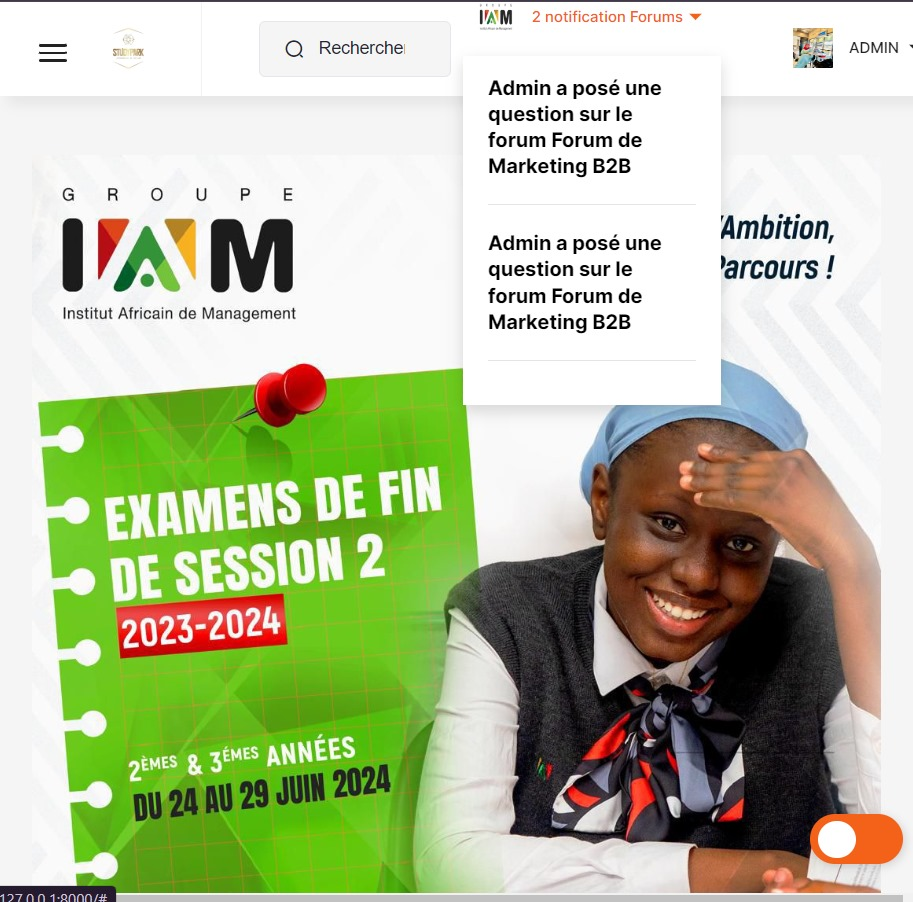 GROUPE
IAM
2 notification Forums
STUDYPARK
Recherche
ADMIN
Admin a posé une
question sur le
forum Forum de
Marketing B2B
Admin a posé une
question sur le
forum Forum de
Marketing B2B
GROUPE
IAM
Institut Africain de Management
'Ambition,
Parcours !
EXAMENS DE FIN
DE SESSION 2
2023-2024
2ÈMES & 3ÉMES ANNÉES
DU 24 AU 29 JUIN 2024
127.0.0.1:8000/#